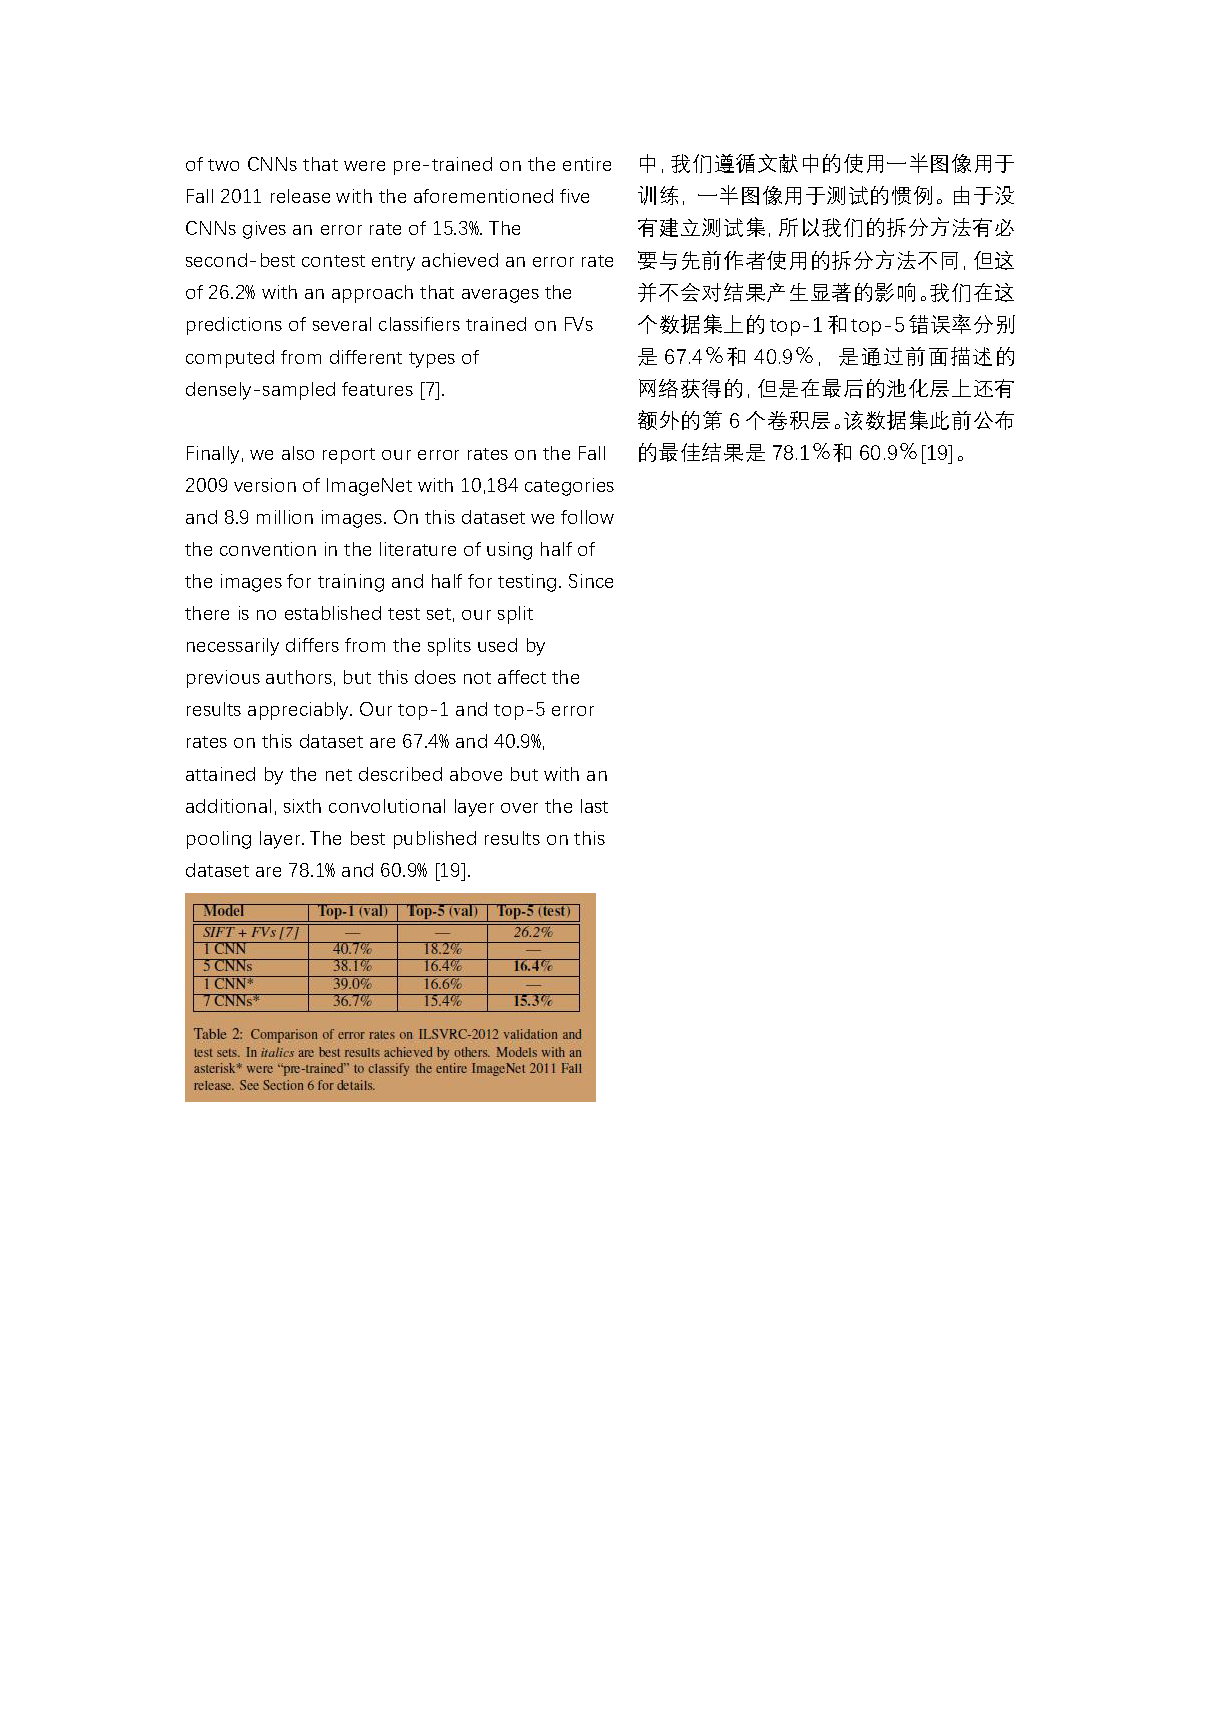 of two CNNs that were pre-trained on the entire
Fall 2011 release with the aforementioned five
CNNs gives an error rate of 15.3%. The
second-best contest entry achieved an error rate
of 26.2% with an approach that averages the
predictions of several classifiers trained on FVs
computed from different types of
densely-sampled features [7].
Finally, we also report our error rates on the Fall
2009 version of ImageNet with 10,184 categories
and 8.9 million images. On this dataset we follow
the convention in the literature of using half of
the images for training and half for testing. Since
there is no established test set, our split
necessarily differs from the splits used by
previous authors, but this does not affect the
results appreciably. Our top-1 and top-5 error
rates on this dataset are 67.4% and 40.9%,
attained by the net described above but with an
additional, sixth convolutional layer over the last
pooling layer. The best published results on this
dataset are 78.1% and 60.9% [19].
Model Top-1 (val) Top-5 (val) Top-5 (test)
SIFT + FVs [7] — — 26.2%
1 CNN 40.7% 18.2% —
5 CNNs 38.1% 16.4% 16.4%
1 CNN* 39.0% 16.6% —
7 CNNs* 36.7% 15.4% 15.3%
Table 2: Comparison of error rates on ILSVRC-2012 validation and
test sets. In italics are best results achieved by others. Models with an
asterisk* were “pre-trained” to classify the entire ImageNet 2011 Fall
release. See Section 6 for details.
中,我们遵循文献中的使用一半图像用于
训练, 一半图像用于测试的惯例。由于没
有建立测试集,所以我们的拆分方法有必
要与先前作者使用的拆分方法不同,但这
并不会对结果产生显著的影响。我们在这
个数据集上的top-1和top-5错误率分别
是 67.4％和 40.9％, 是通过前面描述的
网络获得的,但是在最后的池化层上还有
额外的第 6 个卷积层。该数据集此前公布
的最佳结果是 78.1％和 60.9％[19]。